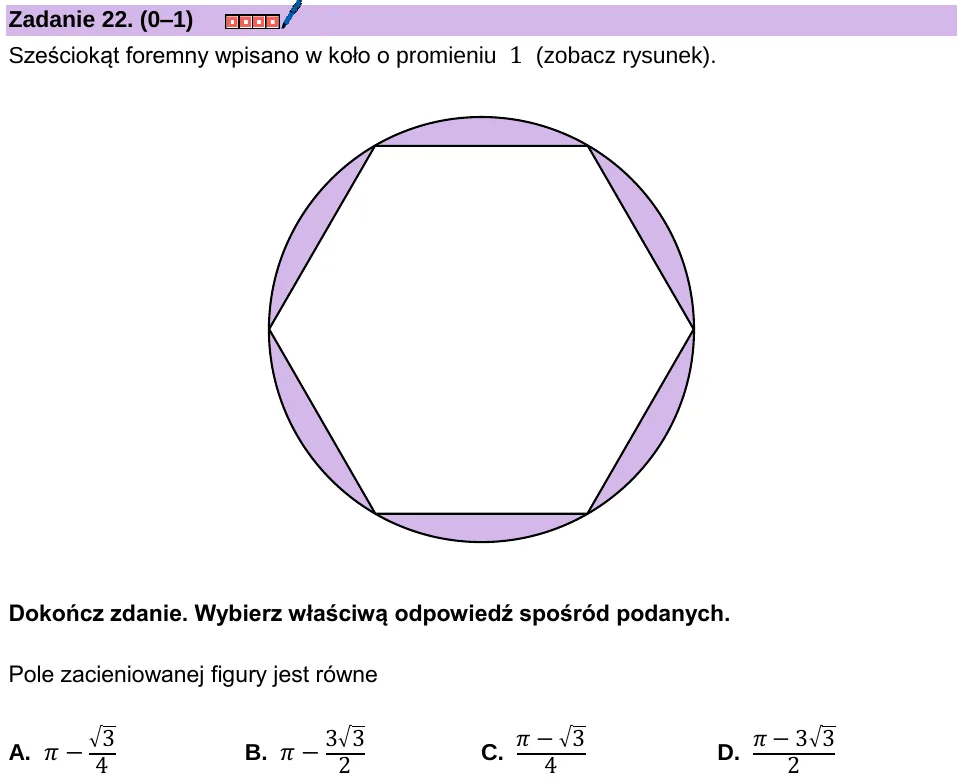 Zadanie 22. (0–1)
Sześciokąt foremny wpisano w koło o promieniu 1 (zobacz rysunek).
Dokończ zdanie. Wybierz właściwą odpowiedź spośród podanych.
Pole zacieniowanej figury jest równe
A. π − √3/4 B. π − 3√3/2 C. (π − √3)/4 D. (π − 3√3)/2